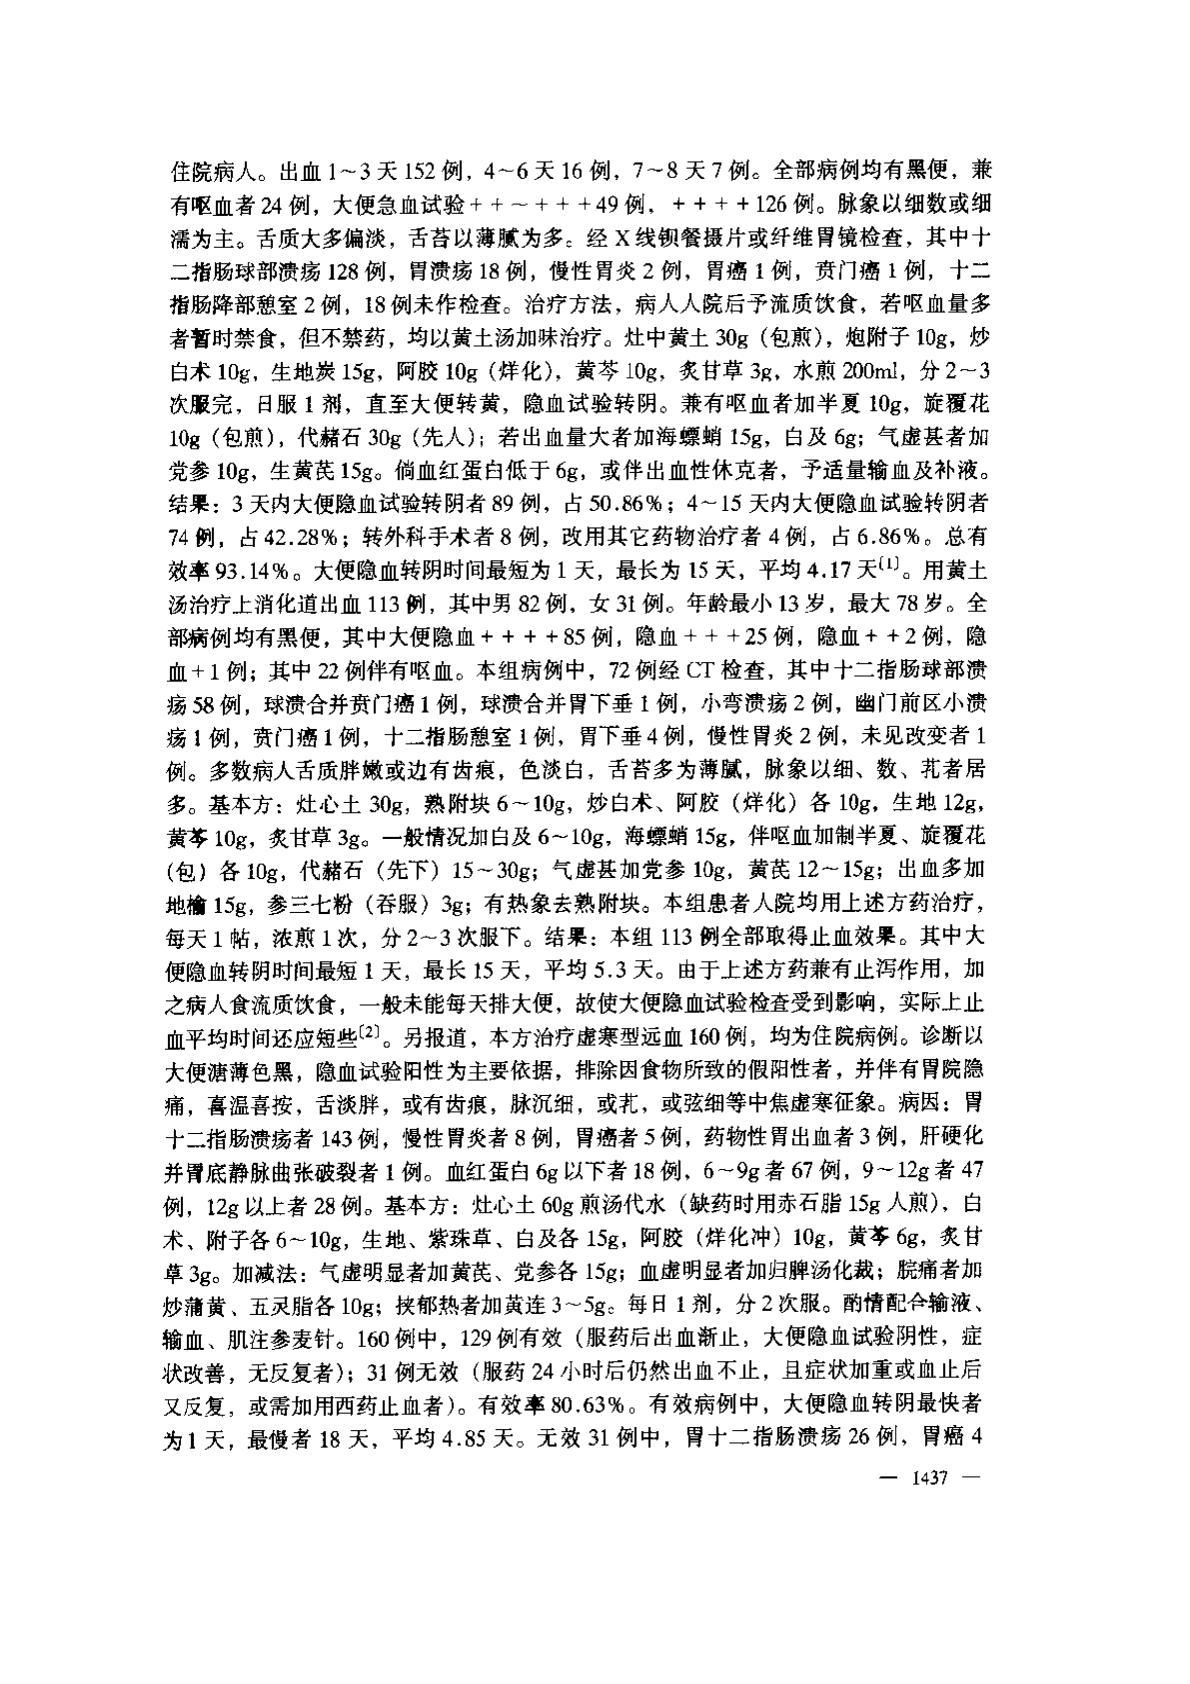 住院病人。出血 1～3 天 152 例，4～6 天 16 例，7～8 天 7 例。全部病例均有黑便，兼
有呕血者 24 例，大便急血试验＋＋～＋＋＋49 例，＋＋＋＋126 例。脉象以细数或细
濡为主。舌质大多偏淡，舌苔以薄腻为多。经 X 线钡餐摄片或纤维胃镜检查，其中十
二指肠球部溃疡 128 例，胃溃疡 18 例，慢性胃炎 2 例，胃癌 1 例，贲门癌 1 例，十二
指肠降部憩室 2 例，18 例未作检查。治疗方法，病人人院后予流质饮食，若呕血量多
者暂时禁食，但不禁药，均以黄土汤加味治疗。灶中黄土 30g（包煎），炮附子 10g，炒
白术 10g，生地炭 15g，阿胶 10g（烊化），黄芩 10g，炙甘草 3g，水煎 200ml，分 2～3
次服完，日服 1 剂，直至大便转黄，隐血试验转阴。兼有呕血者加半夏 10g，旋覆花
10g（包煎），代赭石 30g（先人）；若出血量大者加海螵蛸 15g，白及 6g；气虚甚者加
党参 10g，生黄芪 15g。倘血红蛋白低于 6g，或伴出血性休克者，予适量输血及补液。
结果：3 天内大便隐血试验转阴者 89 例，占 50.86％；4～15 天内大便隐血试验转阴者
74 例，占 42.28％；转外科手术者 8 例，改用其它药物治疗者 4 例，占 6.86％。总有
效率 93.14％。大便隐血转阴时间最短为 1 天，最长为 15 天，平均 4.17 天〔1〕。用黄土
汤治疗上消化道出血 113 例，其中男 82 例，女 31 例。年龄最小 13 岁，最大 78 岁。全
部病例均有黑便，其中大便隐血＋＋＋＋85 例，隐血＋＋＋25 例，隐血＋＋2 例，隐
血＋1 例；其中 22 例伴有呕血。本组病例中，72 例经 CT 检查，其中十二指肠球部溃
疡 58 例，球溃合并贲门癌 1 例，球溃合并胃下垂 1 例，小弯溃疡 2 例，幽门前区小溃
疡 1 例，贲门癌 1 例，十二指肠憩室 1 例，胃下垂 4 例，慢性胃炎 2 例，未见改变者 1
例。多数病人舌质胖嫩或边有齿痕，色淡白，舌苔多为薄腻，脉象以细、数、芤者居
多。基本方：灶心土 30g，熟附块 6～10g，炒白术、阿胶（烊化）各 10g，生地 12g，
黄芩 10g，炙甘草 3g。一般情况加白及 6～10g，海螵蛸 15g，伴呕血加制半夏、旋覆花
（包）各 10g，代赭石（先下）15～30g；气虚甚加党参 10g，黄芪 12～15g；出血多加
地榆 15g，参三七粉（吞服）3g；有热象去熟附块。本组患者人院均用上述方药治疗，
每天 1 帖，浓煎 1 次，分 2～3 次服下。结果：本组 113 例全部取得止血效果。其中大
便隐血转阴时间最短 1 天，最长 15 天，平均 5.3 天。由于上述方药兼有止泻作用，加
之病人食流质饮食，一般未能每天排大便，故使大便隐血试验检查受到影响，实际上止
血平均时间还应短些〔2〕。另报道，本方治疗虚寒型远血 160 例，均为住院病例。诊断以
大便溏薄色黑，隐血试验阳性为主要依据，排除因食物所致的假阳性者，并伴有胃院隐
痛，喜温喜按，舌淡胖，或有齿痕，脉沉细，或芤，或弦细等中焦虚寒征象。病因：胃
十二指肠溃疡者 143 例，慢性胃炎者 8 例，胃癌者 5 例，药物性胃出血者 3 例，肝硬化
并胃底静脉曲张破裂者 1 例。血红蛋白 6g 以下者 18 例，6～9g 者 67 例，9～12g 者 47
例，12g 以上者 28 例。基本方：灶心土 60g 煎汤代水（缺药时用赤石脂 15g 人煎），白
术、附子各 6～10g，生地、紫珠草、白及各 15g，阿胶（烊化冲）10g，黄芩 6g，炙甘
草 3g。加减法：气虚明显者加黄芪、党参各 15g；血虚明显者加归脾汤化裁；脘痛者加
炒蒲黄、五灵脂各 10g；挟郁热者加黄连 3～5g。每日 1 剂，分 2 次服。酌情配合输液、
输血、肌注参麦针。160 例中，129 例有效（服药后出血渐止，大便隐血试验阴性，症
状改善，无反复者）；31 例无效（服药 24 小时后仍然出血不止，且症状加重或血止后
又反复，或需加用西药止血者）。有效率 80.63％。有效病例中，大便隐血转阴最快者
为 1 天，最慢者 18 天，平均 4.85 天。无效 31 例中，胃十二指肠溃疡 26 例，胃癌 4
— 1437 —